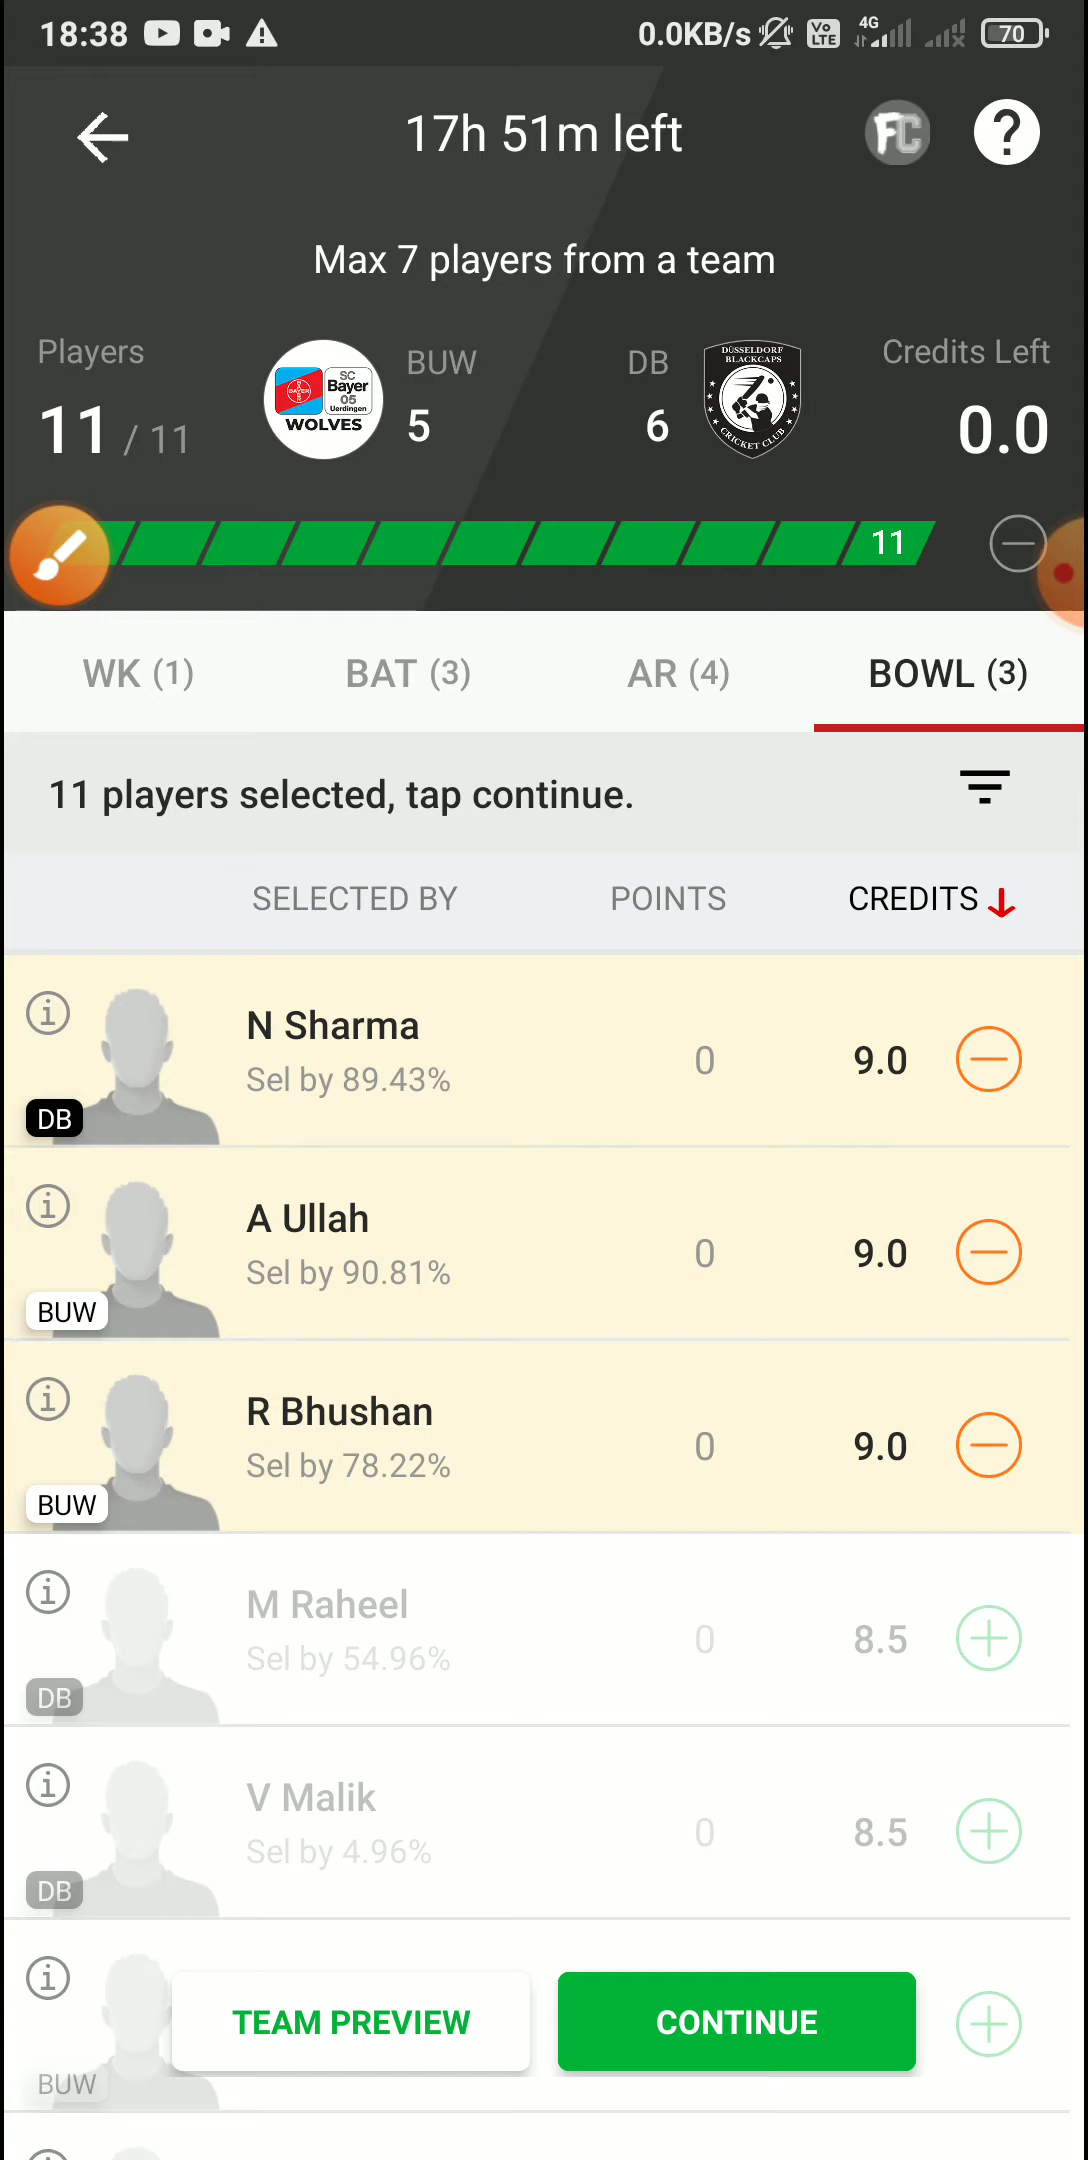 18:38
0.0KB/s
Vo LTE
4G
70
17h 51m left
FC
?
Max 7 players from a team
Players
11 / 11
BAYER
SC
Bayer
05
Uerdingen
WOLVES
BUW
5
DB
6
DÜSSELDORF
BLACKCAPS
CRICKET CLUB
Credits Left
0.0
11
WK (1)
BAT (3)
AR (4)
BOWL (3)
11 players selected, tap continue.
SELECTED BY
POINTS
CREDITS
N Sharma
Sel by 89.43%
0
9.0
DB
A Ullah
Sel by 90.81%
0
9.0
BUW
R Bhushan
Sel by 78.22%
0
9.0
BUW
M Raheel
Sel by 54.96%
0
8.5
DB
V Malik
Sel by 4.96%
0
8.5
DB
TEAM PREVIEW
CONTINUE
BUW